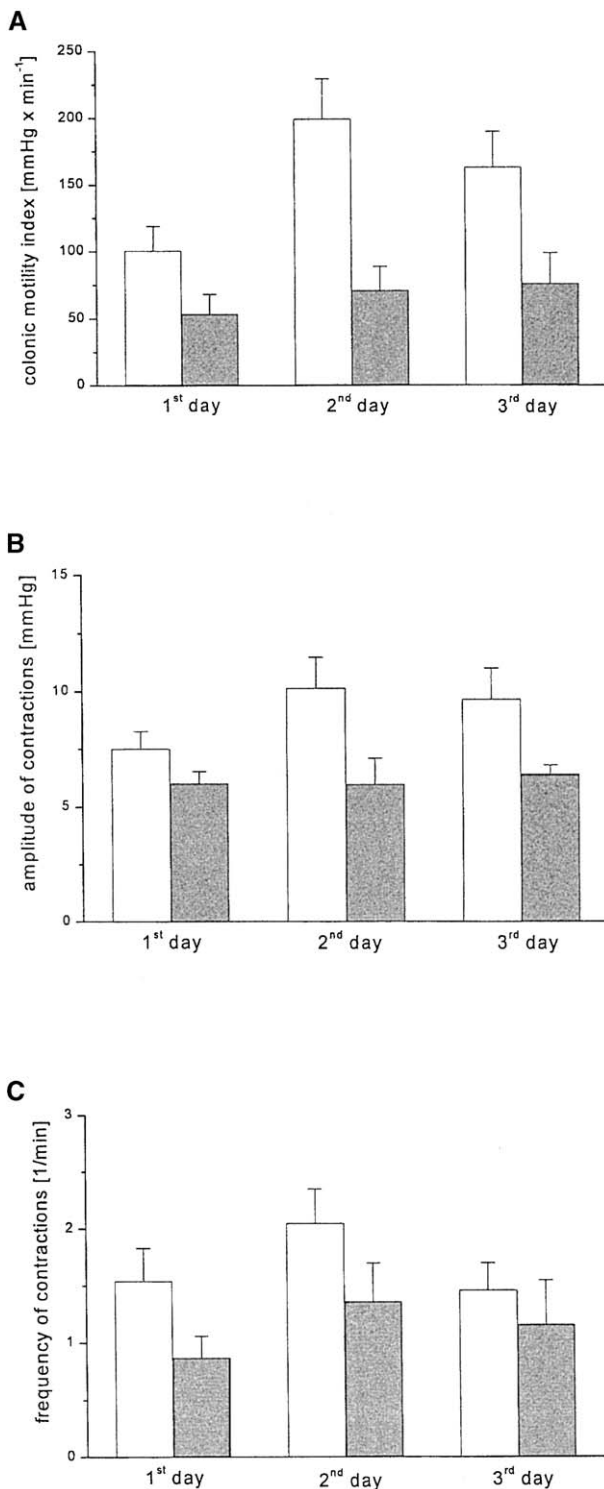 A
colonic motility index [mmHg x min⁻¹]
250
200
150
100
50
0
1st day 2nd day 3rd day
B
amplitude of contractions [mmHg]
15
10
5
0
1st day 2nd day 3rd day
C
frequency of contractions [1/min]
3
2
1
0
1st day 2nd day 3rd day